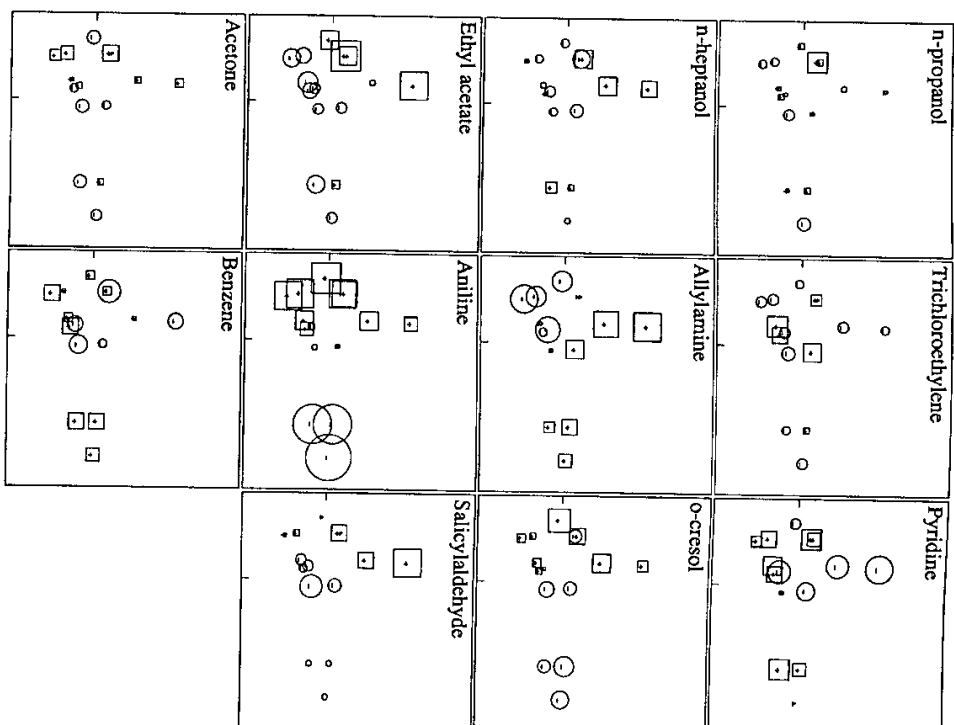 n-propanol
Trichloroethylene
Pyridine
n-heptanol
Allylamine
o-cresol
Ethyl acetate
Aniline
Salicylaldehyde
Acetone
Benzene